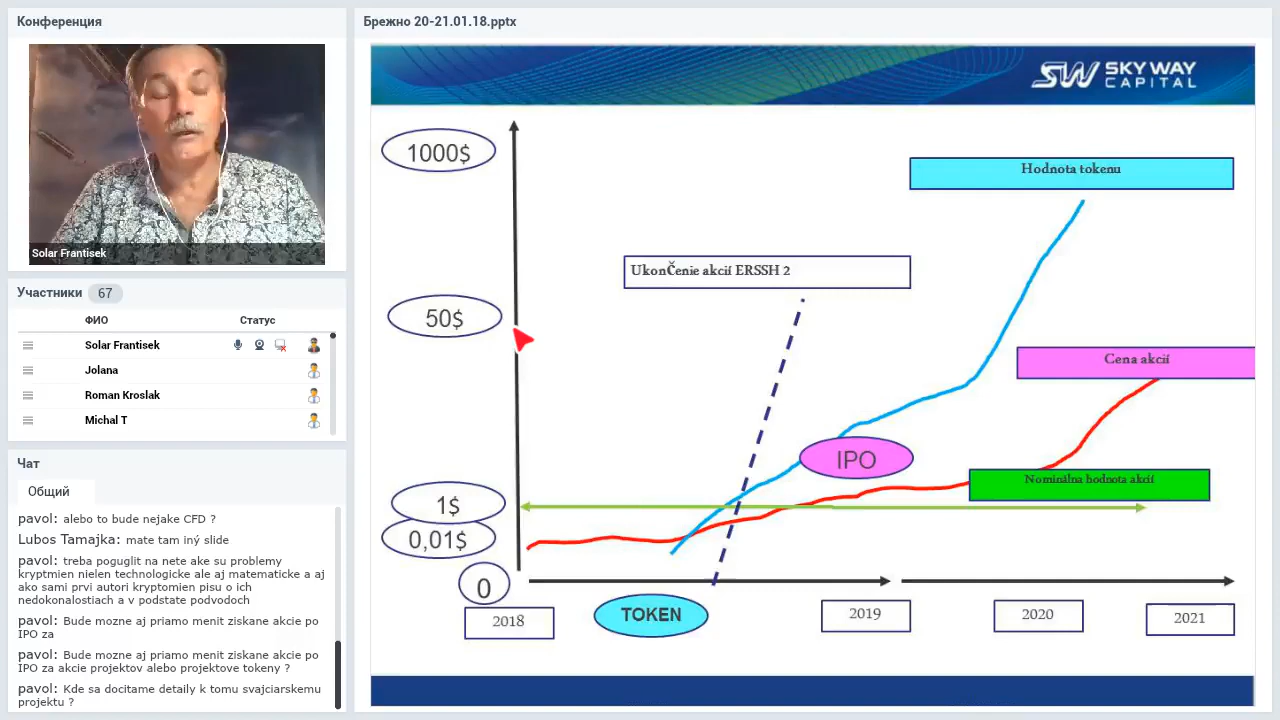 Конференция
Solar Frantisek
Участники 67
ФИО Статус
Solar Frantisek
Jolana
Roman Kroslak
Michal T
Чат
Общий
pavol: alebo to bude nejake CFD ?
Lubos Tamajka: mate tam iný slide
pavol: treba poguglit na nete ake su problemy
kryptmien nielen technologicke ale aj matematicke a aj
ako sami prvi autori kryptomien pisu o ich
nedokonalostiach a v podstate podvodoch
pavol: Bude mozne aj priamo menit ziskane akcie po
IPO za
pavol: Bude mozne aj priamo menit ziskane akcie po
IPO za akcie projektov alebo projektove tokeny ?
pavol: Kde sa docitame detaily k tomu svajciarskemu
projektu ?
Брежно 20-21.01.18.pptx
SW SKY WAY
CAPITAL
1000$
Hodnota tokenu
UkonČenie akcií ERSSH 2
50$
Cena akcií
IPO
Nominálna hodnota akcií
1$
0,01$
0
2018
TOKEN
2019
2020
2021